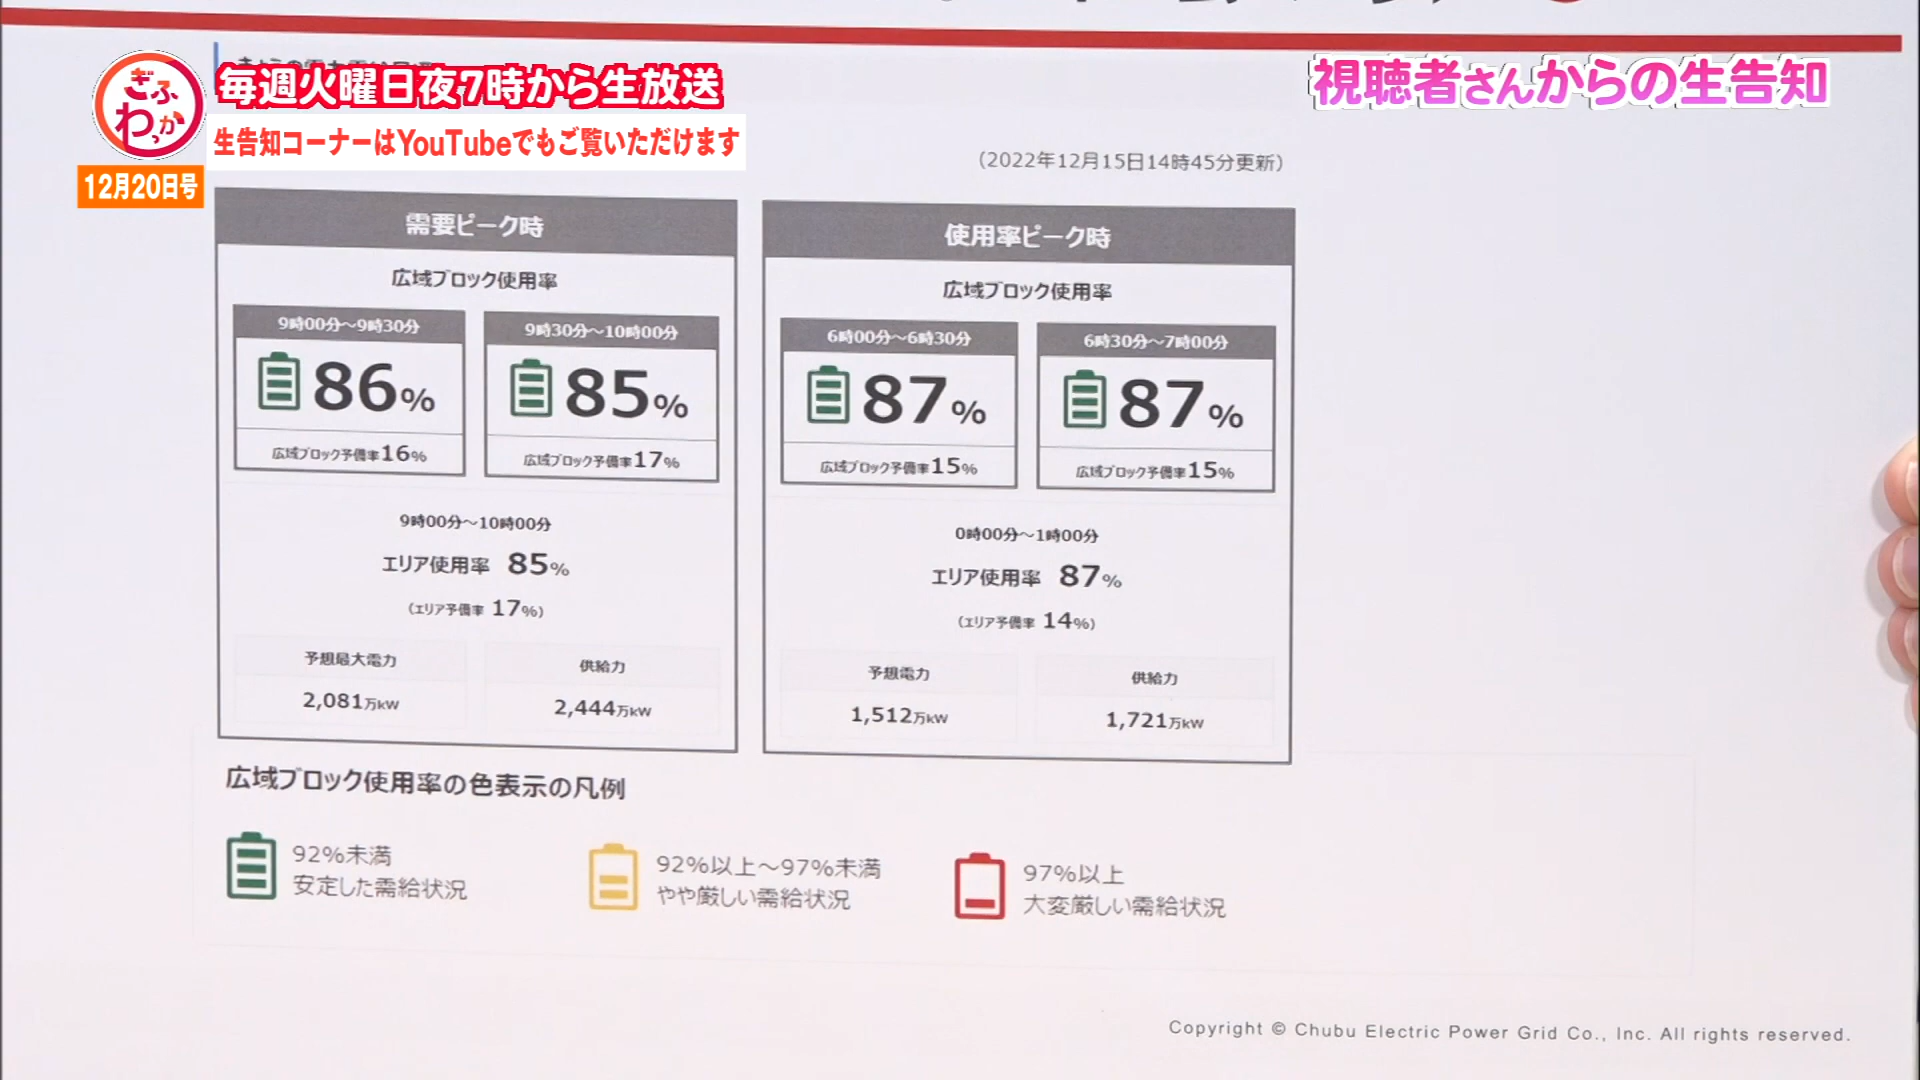 ぎふ
わっか
毎週火曜日夜7時から生放送
生告知コーナーはYouTubeでもご覧いただけます
12月20日号
視聴者さんからの生告知
(2022年12月15日14時45分更新)
需要ピーク時
広域ブロック使用率
9時00分～9時30分
86%
広域ブロック予備率16%
9時30分～10時00分
85%
広域ブロック予備率17%
9時00分～10時00分
エリア使用率 85%
(エリア予備率 17%)
予想最大電力
2,081万kW
供給力
2,444万kW
使用率ピーク時
広域ブロック使用率
6時00分～6時30分
87%
広域ブロック予備率15%
6時30分～7時00分
87%
広域ブロック予備率15%
0時00分～1時00分
エリア使用率 87%
(エリア予備率 14%)
予想電力
1,512万kW
供給力
1,721万kW
広域ブロック使用率の色表示の凡例
92%未満
安定した需給状況
92%以上～97%未満
やや厳しい需給状況
97%以上
大変厳しい需給状況
Copyright © Chubu Electric Power Grid Co., Inc. All rights reserved.